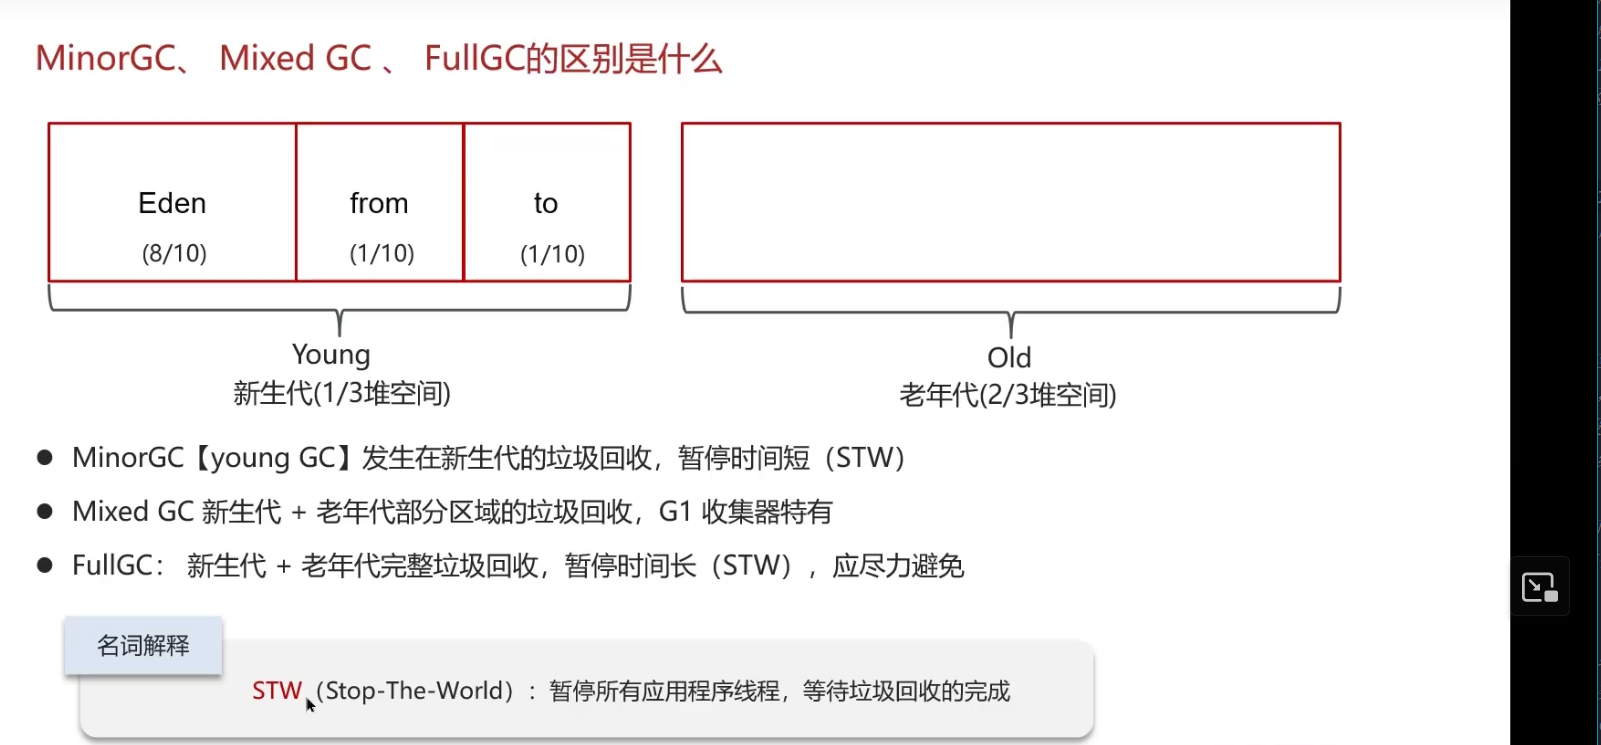 MinorGC、 Mixed GC 、 FullGC的区别是什么
Eden
from
to
(8/10)
(1/10)
(1/10)
Young
新生代(1/3堆空间)
Old
老年代(2/3堆空间)
● MinorGC【young GC】发生在新生代的垃圾回收，暂停时间短（STW）
● Mixed GC 新生代 + 老年代部分区域的垃圾回收，G1 收集器特有
● FullGC： 新生代 + 老年代完整垃圾回收，暂停时间长（STW），应尽力避免
名词解释
STW（Stop-The-World）：暂停所有应用程序线程，等待垃圾回收的完成